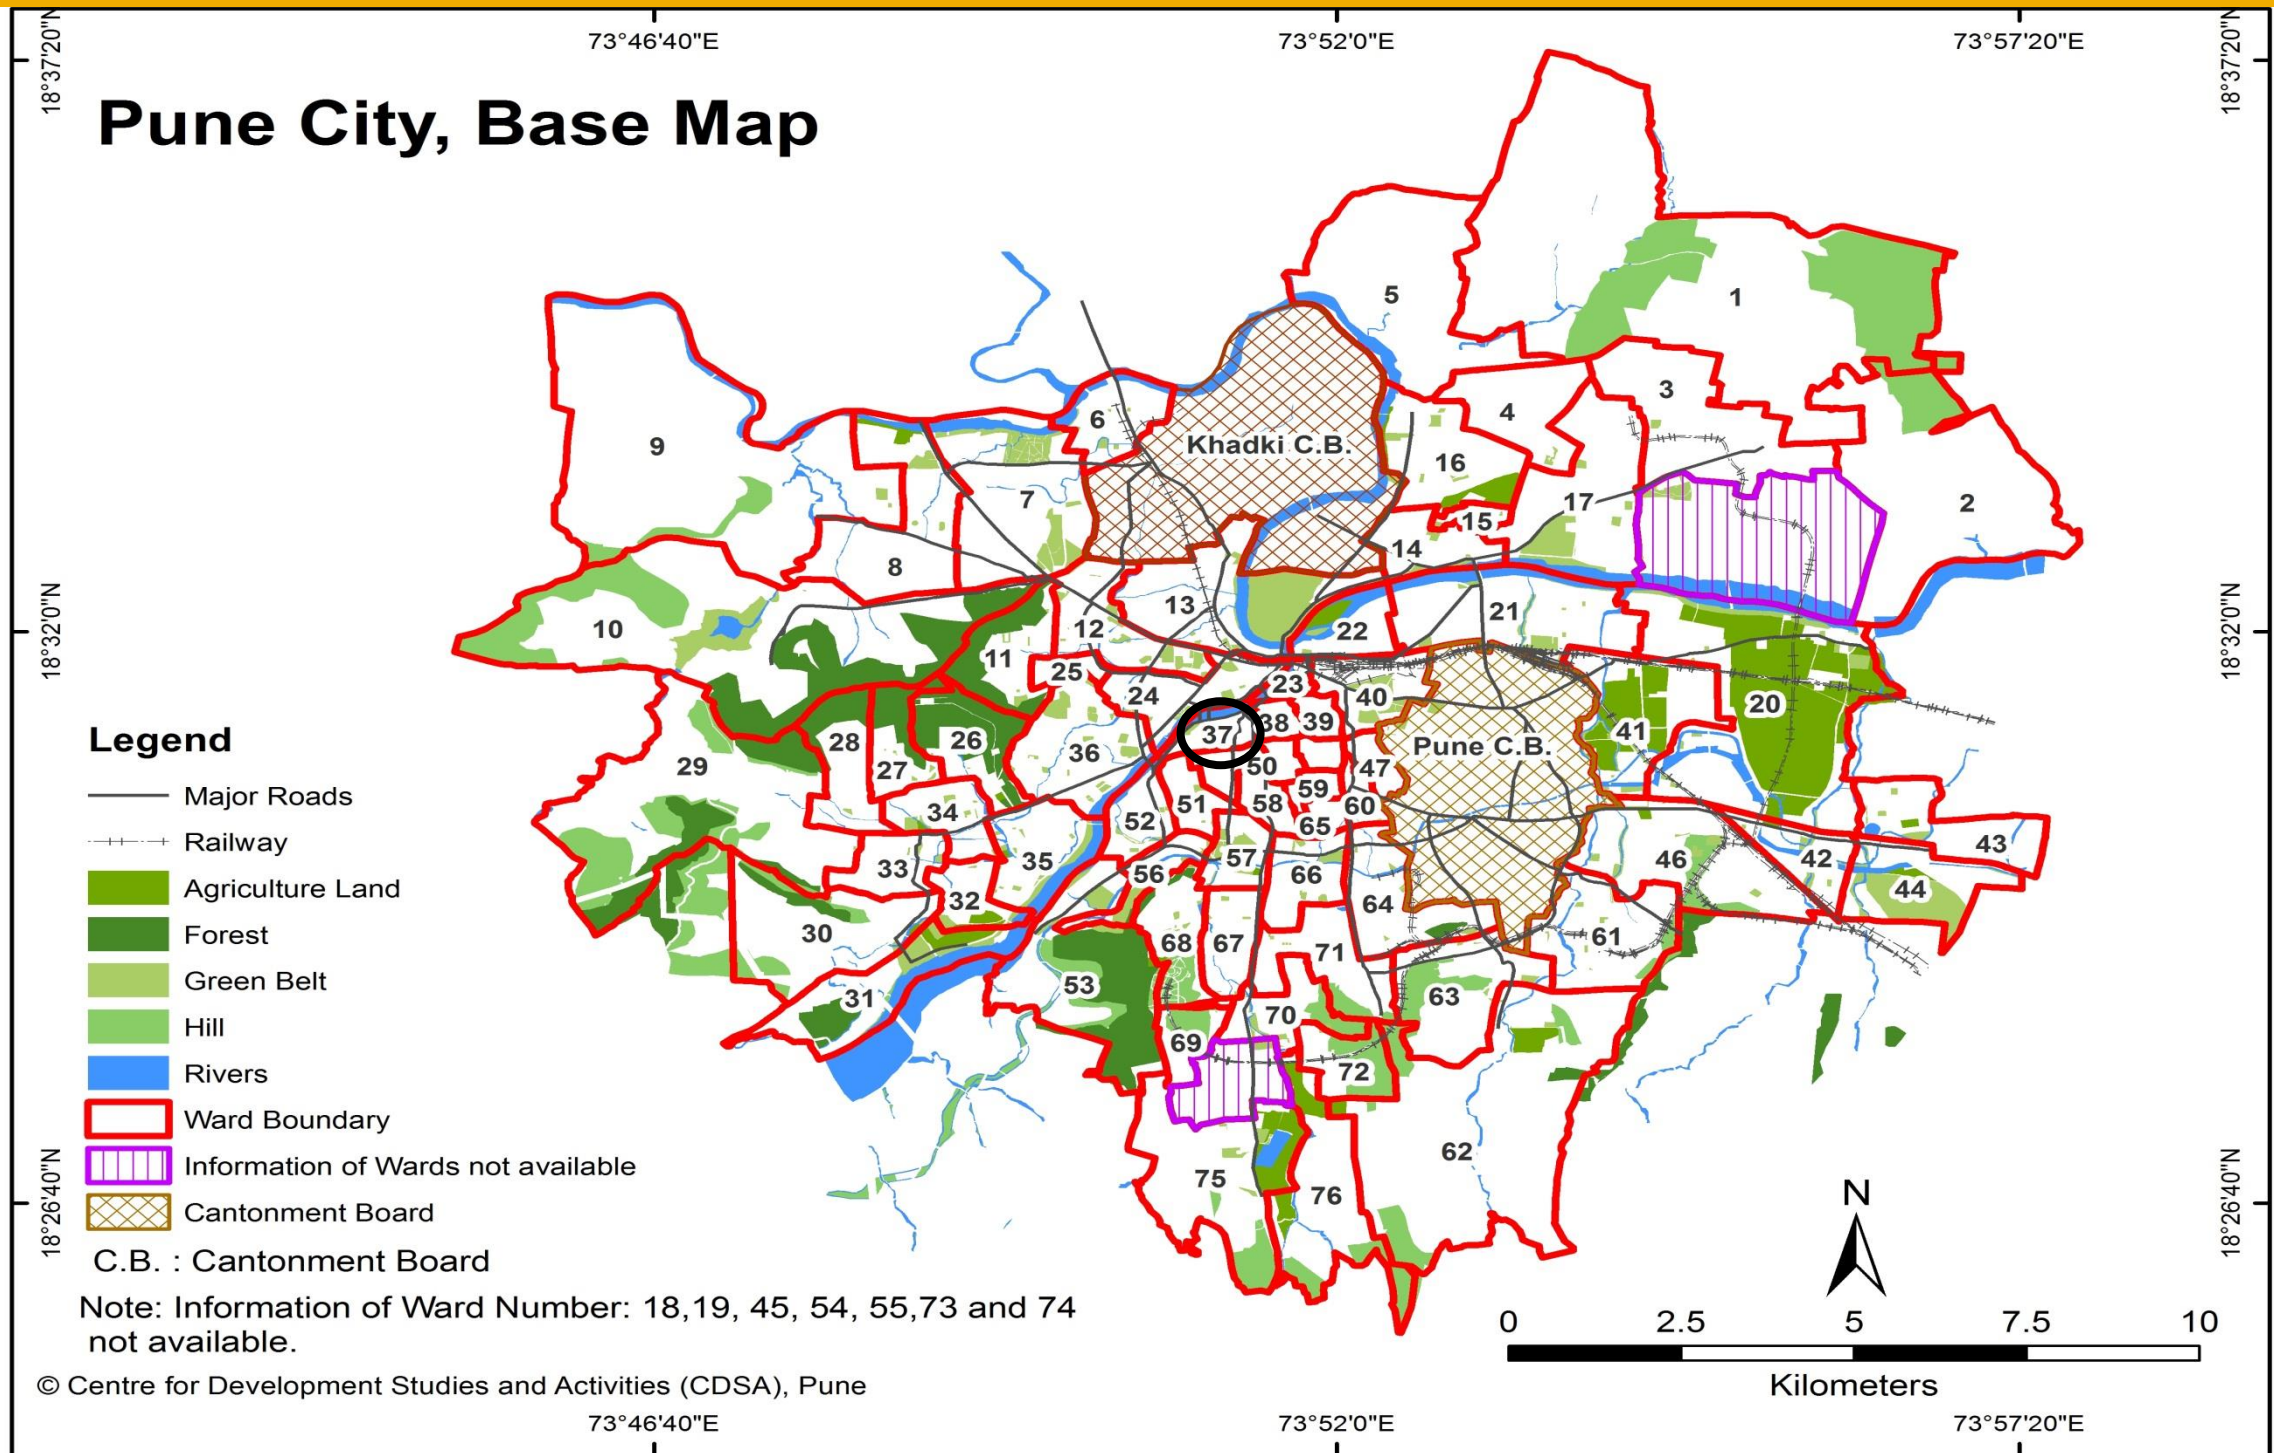 73°46'40"E
73°52'0"E
73°57'20"E
18°37'20"N
18°37'20"N
Pune City, Base Map
5
1
6
3
4
9
Khadki C.B.
16
7
17
2
15
14
8
18°32'0"N
18°32'0"N
13
21
10
12
22
11
25
23
24
40
20
37
38
39
41
Legend
28
26
36
Pune C.B.
29
27
50
47
59
Major Roads
51
58
60
34
52
65
Railway
43
57
46
42
35
33
56
66
Agriculture Land
44
32
64
Forest
30
68
67
61
71
Green Belt
53
31
63
Hill
70
69
Rivers
72
Ward Boundary
62
Information of Wards not available
75
76
N
18°26'40"N
18°26'40"N
Cantonment Board
C.B. : Cantonment Board
Note: Information of Ward Number: 18,19, 45, 54, 55,73 and 74
not available.
0 2.5 5 7.5 10
Kilometers
© Centre for Development Studies and Activities (CDSA), Pune
73°46'40"E
73°52'0"E
73°57'20"E